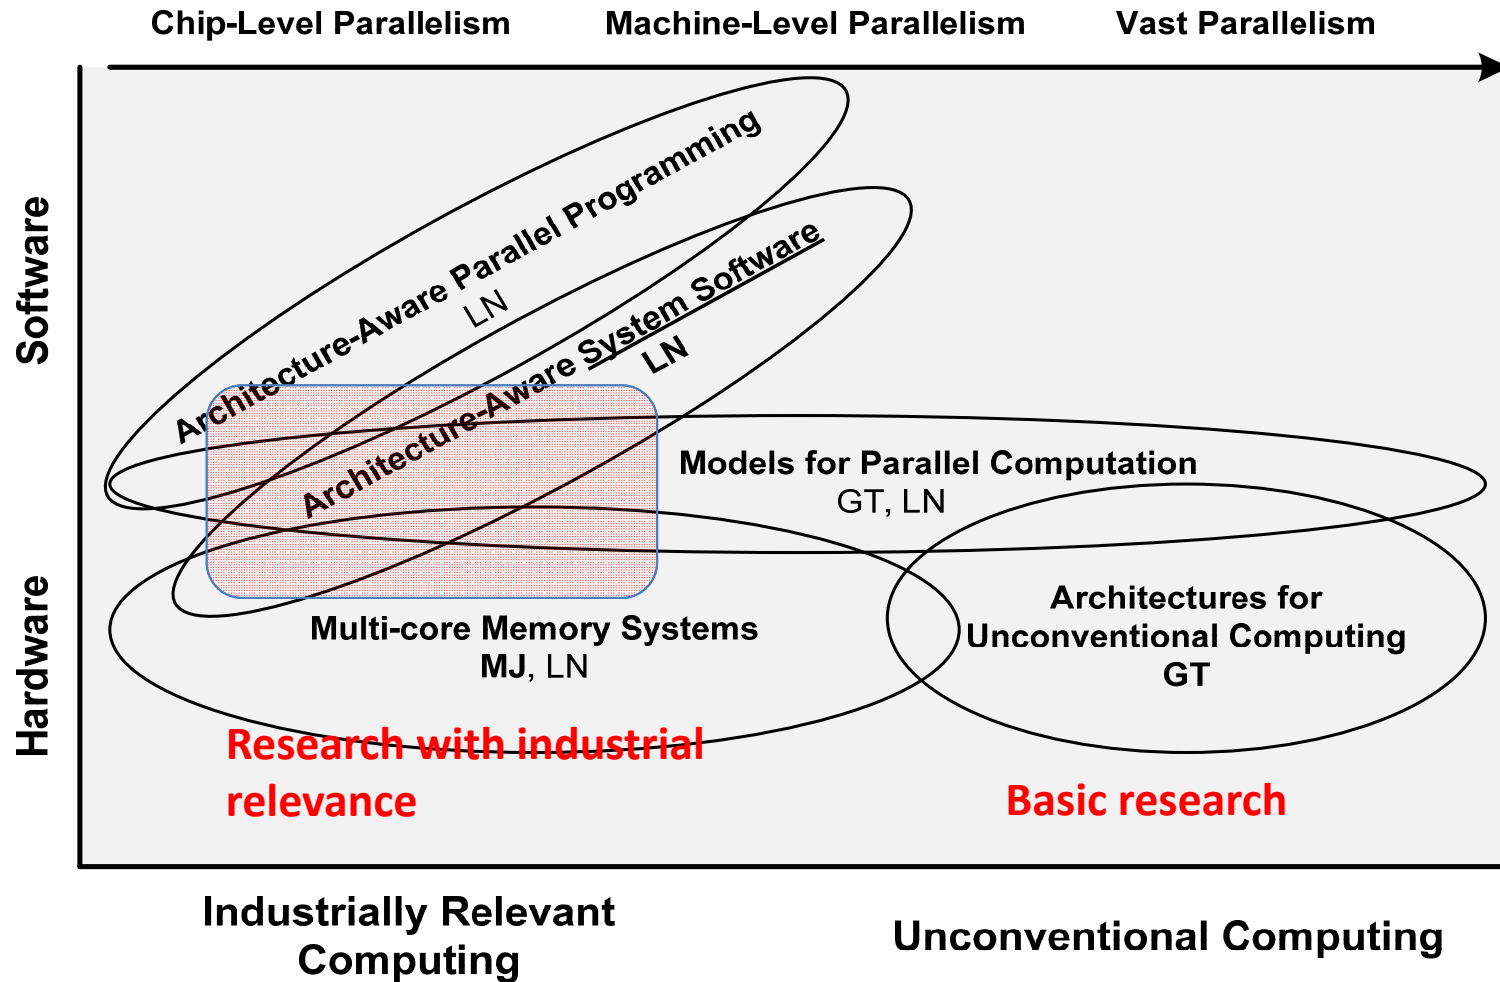 Chip-Level Parallelism
Machine-Level Parallelism
Vast Parallelism
Software
Hardware
Architecture-Aware Parallel Programming
LN
Architecture-Aware System Software
LN
Models for Parallel Computation
GT, LN
Multi-core Memory Systems
MJ, LN
Architectures for
Unconventional Computing
GT
Research with industrial
relevance
Basic research
Industrially Relevant
Computing
Unconventional Computing